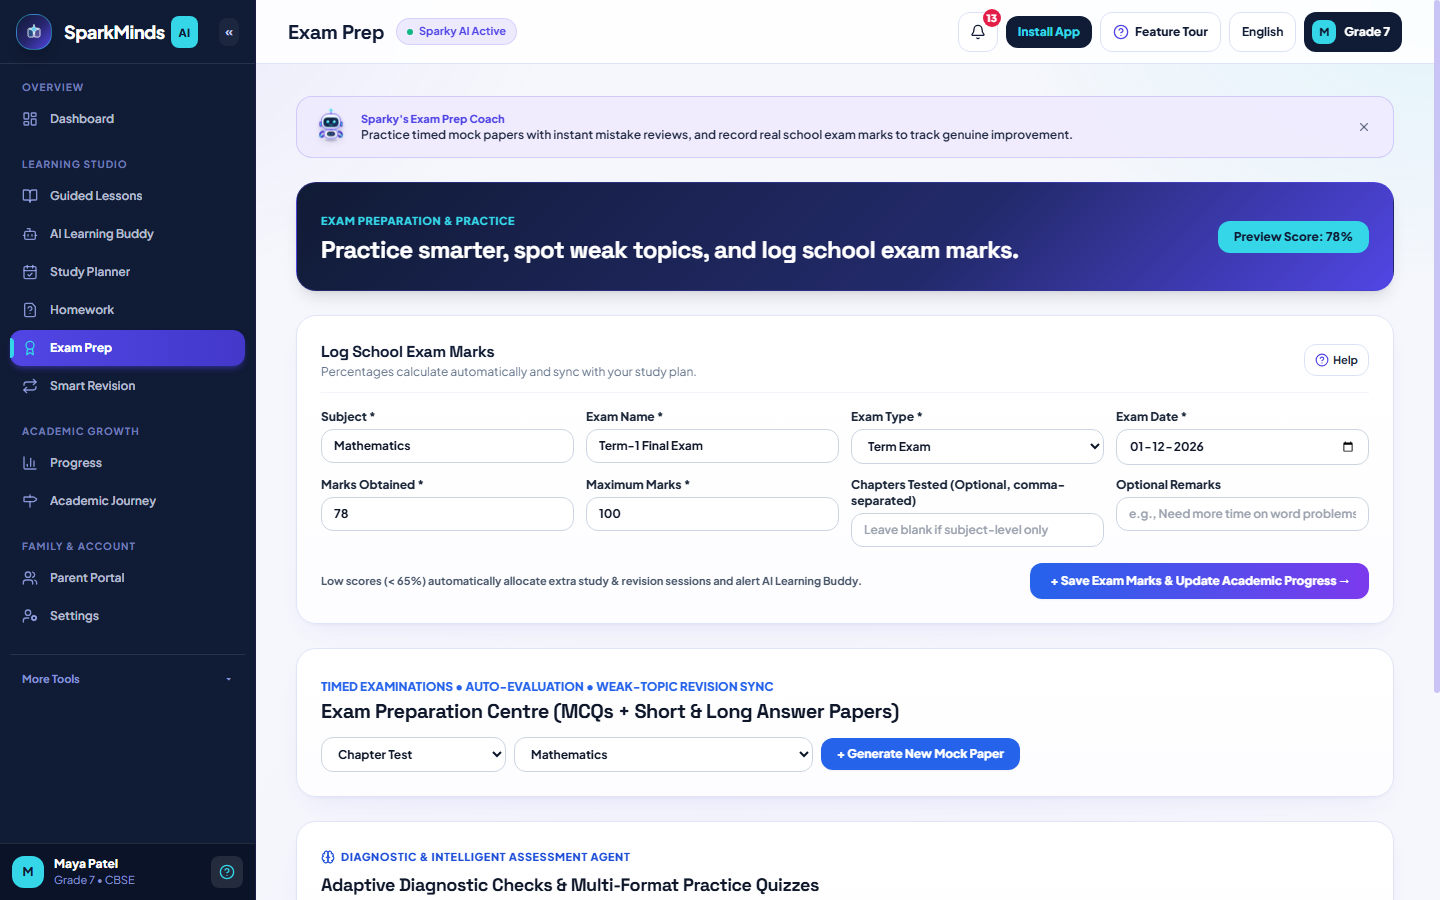 SparkMinds AI «
OVERVIEW
Dashboard
LEARNING STUDIO
Guided Lessons
AI Learning Buddy
Study Planner
Homework
Exam Prep
Smart Revision
ACADEMIC GROWTH
Progress
Academic Journey
FAMILY & ACCOUNT
Parent Portal
Settings
More Tools
M
Maya Patel
Grade 7 • CBSE
Exam Prep
Sparky AI Active
13
Install App
Feature Tour
English
M Grade 7
Sparky's Exam Prep Coach
Practice timed mock papers with instant mistake reviews, and record real school exam marks to track genuine improvement.
EXAM PREPARATION & PRACTICE
Practice smarter, spot weak topics, and log school exam marks.
Preview Score: 78%
Log School Exam Marks
Percentages calculate automatically and sync with your study plan.
Help
Subject *
Mathematics
Exam Name *
Term-1 Final Exam
Exam Type *
Term Exam
Exam Date *
01-12-2026
Marks Obtained *
78
Maximum Marks *
100
Chapters Tested (Optional, comma-
separated)
Leave blank if subject-level only
Optional Remarks
e.g., Need more time on word problems
Low scores (< 65%) automatically allocate extra study & revision sessions and alert AI Learning Buddy.
+ Save Exam Marks & Update Academic Progress →
TIMED EXAMINATIONS • AUTO-EVALUATION • WEAK-TOPIC REVISION SYNC
Exam Preparation Centre (MCQs + Short & Long Answer Papers)
Chapter Test
Mathematics
+ Generate New Mock Paper
DIAGNOSTIC & INTELLIGENT ASSESSMENT AGENT
Adaptive Diagnostic Checks & Multi-Format Practice Quizzes